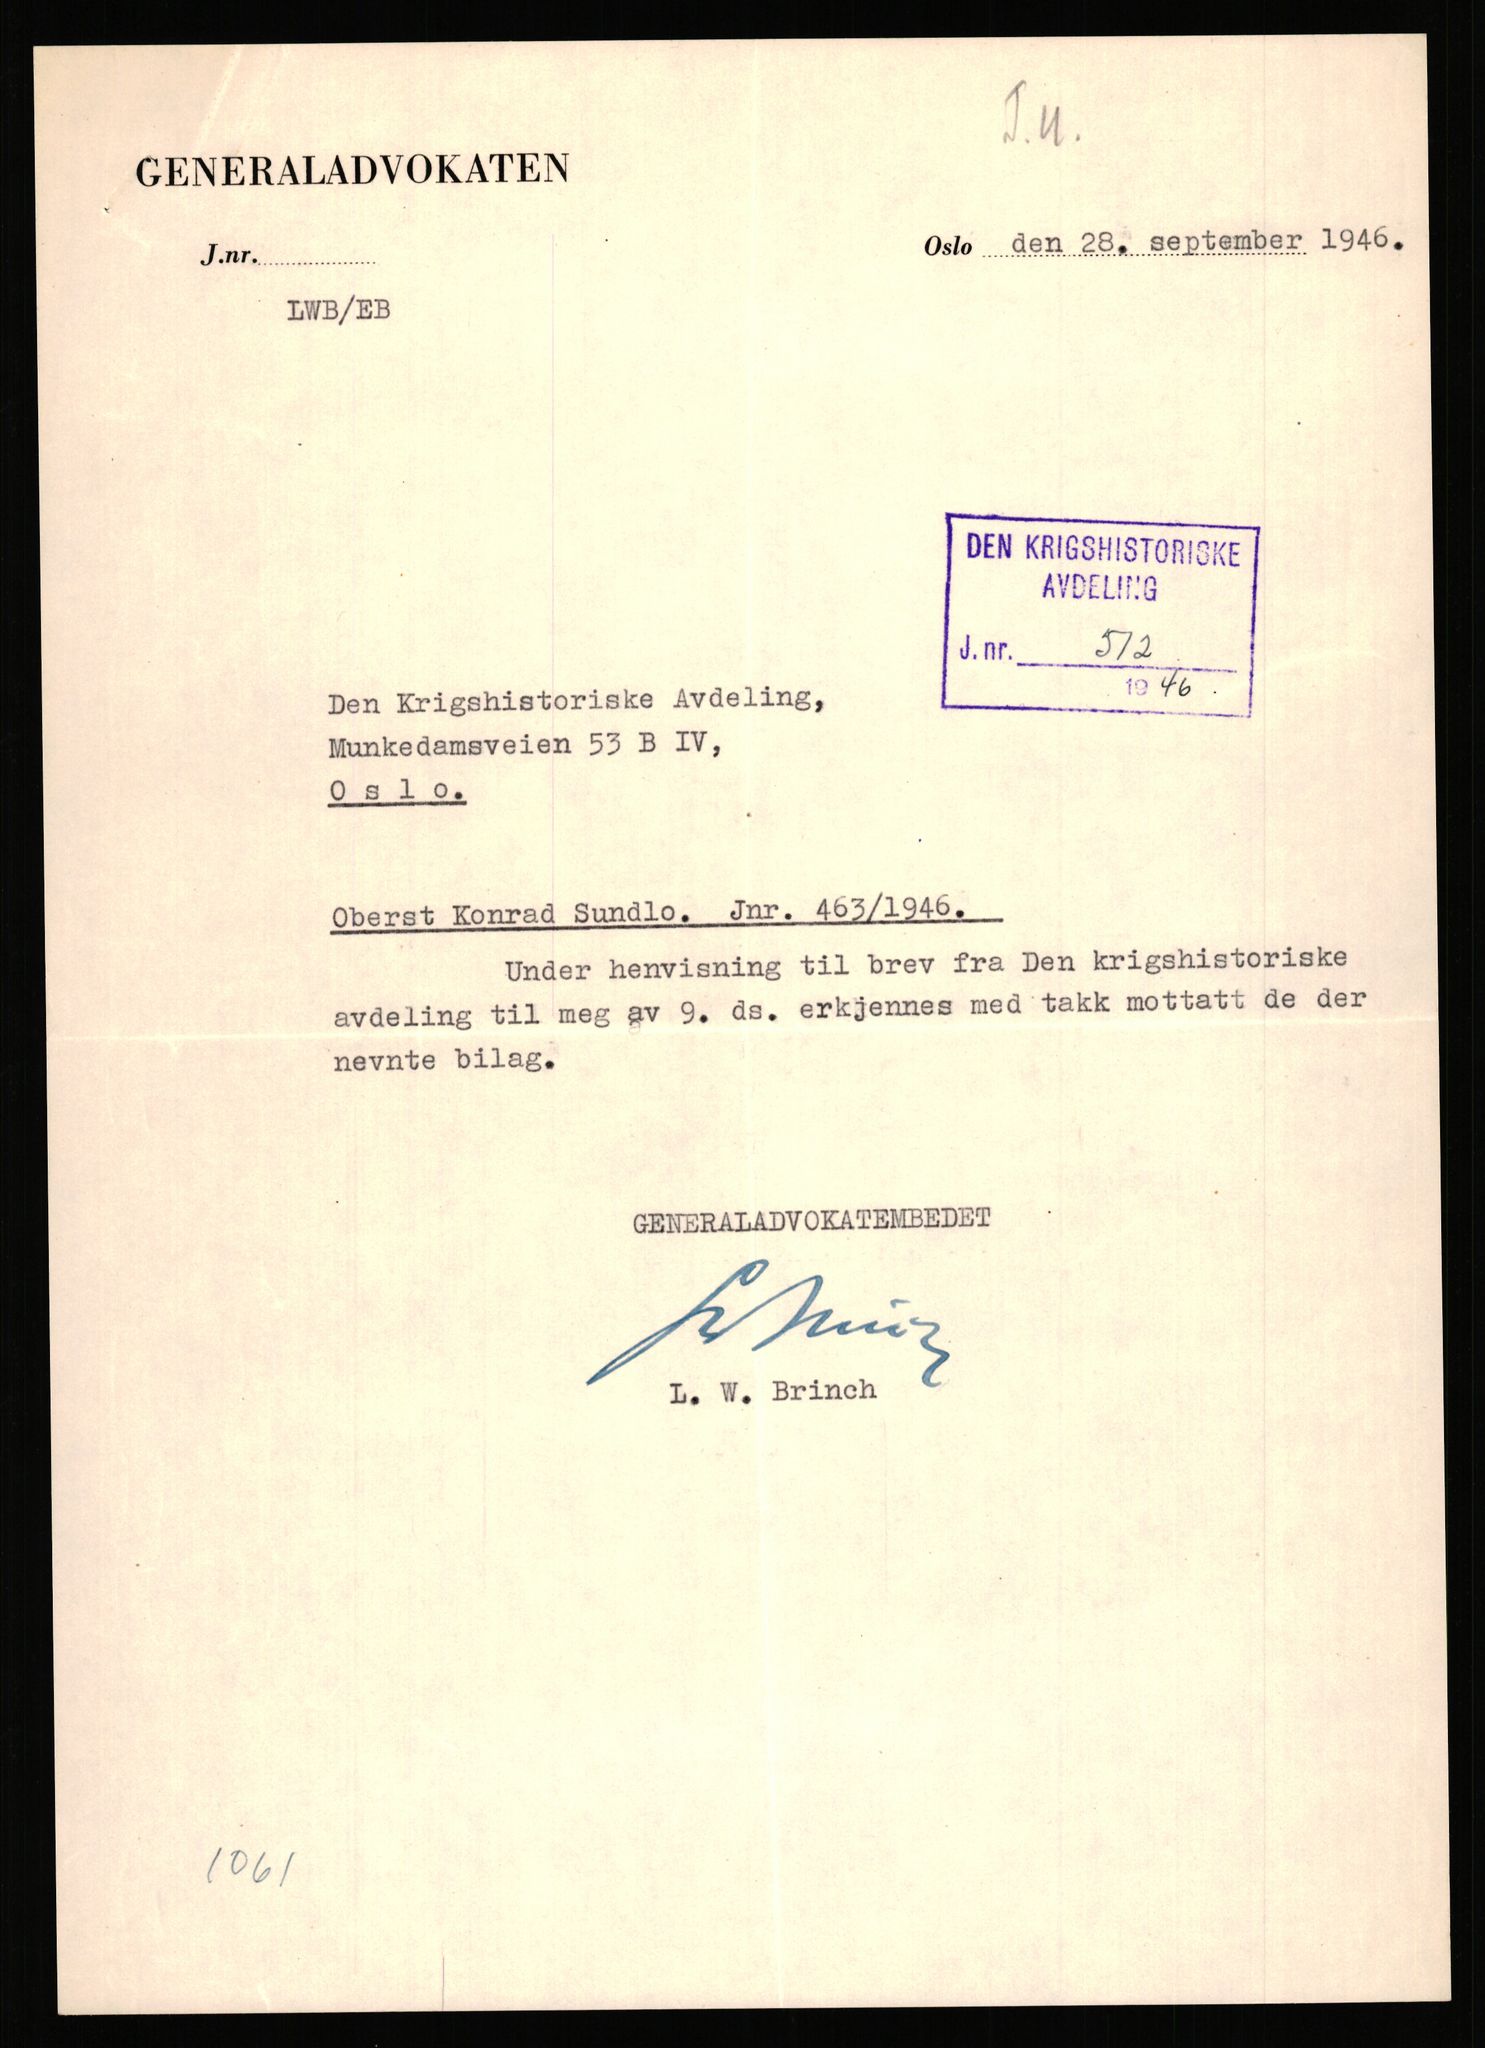 GENERALADVOKATEN
J.nr.
LWB/EB
Oslo den 28. september 1946.
DEN KRIGSHISTORISKE
AVDELING
J. nr. 512
1946.
Den Krigshistoriske Avdeling,
Munkedamsveien 53 B IV,
O s l o.
Oberst Konrad Sundlo. Jnr. 463/1946.
Under henvisning til brev fra Den krigshistoriske
avdeling til meg av 9. ds. erkjennes med takk mottatt de der
nevnte bilag.
GENERALADVOKATEMBEDET
L. W. Brinch
1061